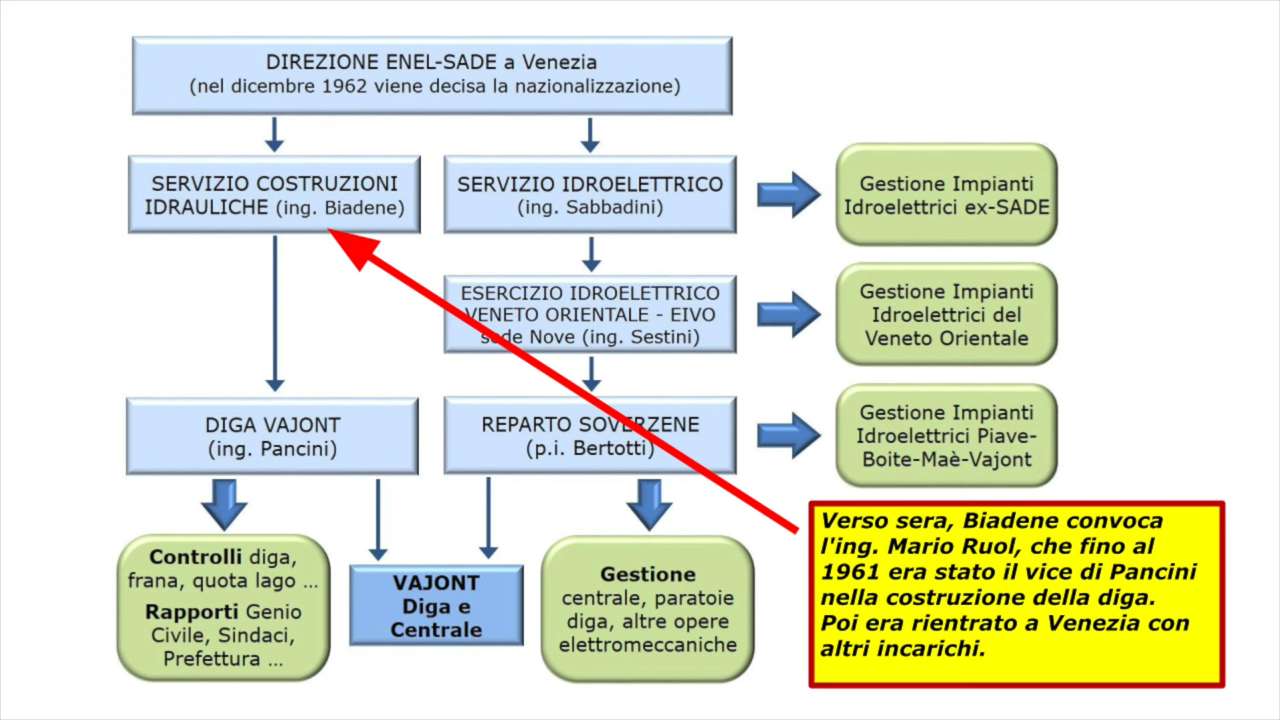 DIREZIONE ENEL-SADE a Venezia
(nel dicembre 1962 viene decisa la nazionalizzazione)
SERVIZIO COSTRUZIONI
IDRAULICHE (ing. Biadene)
SERVIZIO IDROELETTRICO
(ing. Sabbadini)
Gestione Impianti
Idroelettrici ex-SADE
ESERCIZIO IDROELETTRICO
VENETO ORIENTALE - EIVO
sede Nove (ing. Sestini)
Gestione Impianti
Idroelettrici del
Veneto Orientale
DIGA VAJONT
(ing. Pancini)
REPARTO SOVERZENE
(p.i. Bertotti)
Gestione Impianti
Idroelettrici Piave-
Boite-Maè-Vajont
Controlli diga,
frana, quota lago ...
Rapporti Genio
Civile, Sindaci,
Prefettura ...
VAJONT
Diga e
Centrale
Gestione
centrale, paratoie
diga, altre opere
elettromeccaniche
Verso sera, Biadene convoca
l'ing. Mario Ruol, che fino al
1961 era stato il vice di Pancini
nella costruzione della diga.
Poi era rientrato a Venezia con
altri incarichi.